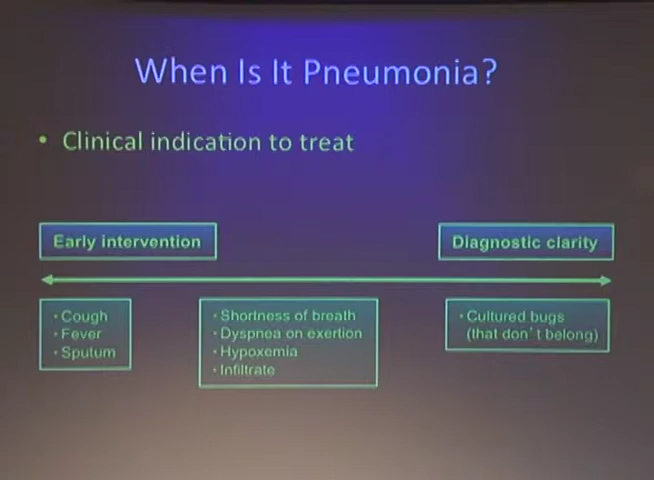 When Is It Pneumonia?
• Clinical indication to treat
Early intervention
Diagnostic clarity
• Cough
• Fever
• Sputum
• Shortness of breath
• Dyspnea on exertion
• Hypoxemia
• Infiltrate
• Cultured bugs
(that don't belong)